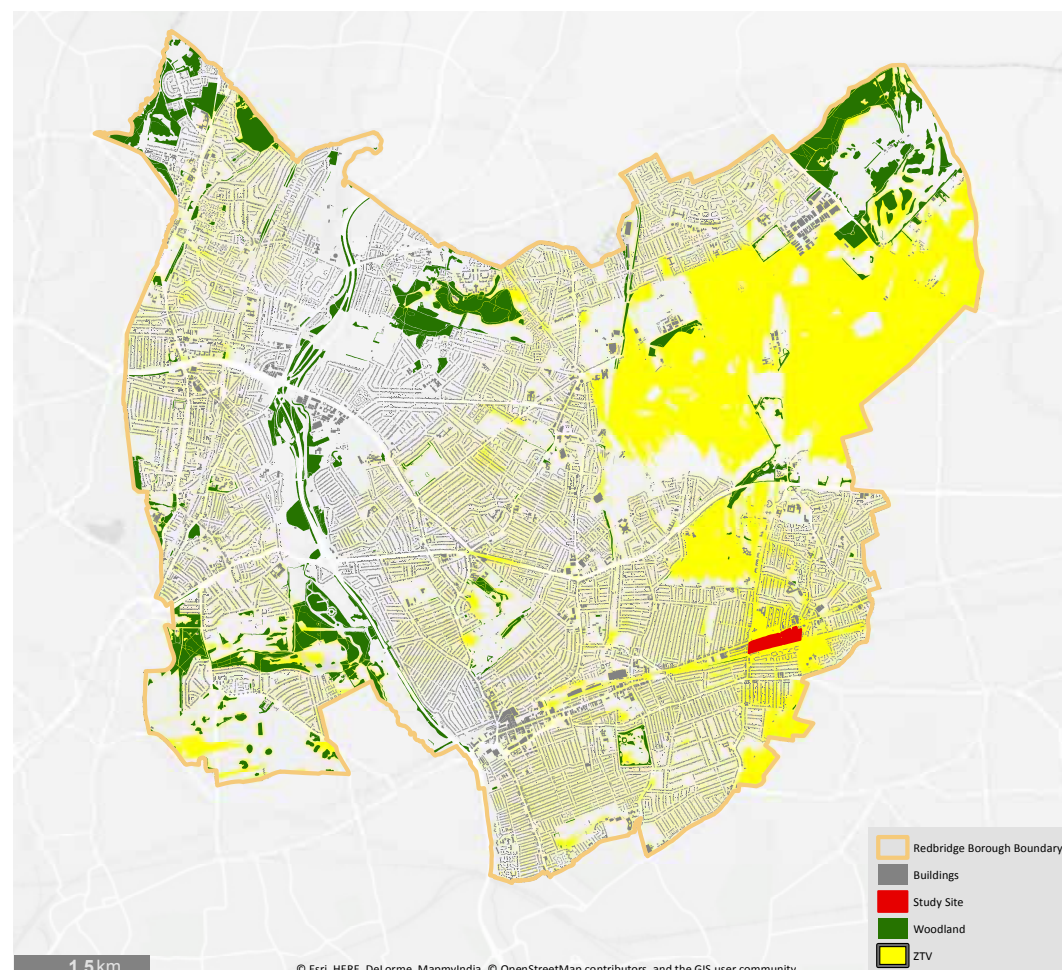 Redbridge Borough Boundary
Buildings
Study Site
Woodland
ZTV
1.5km
© Esri, HERE, DeLorme, MapmyIndia, © OpenStreetMap contributors, and the GIS user community